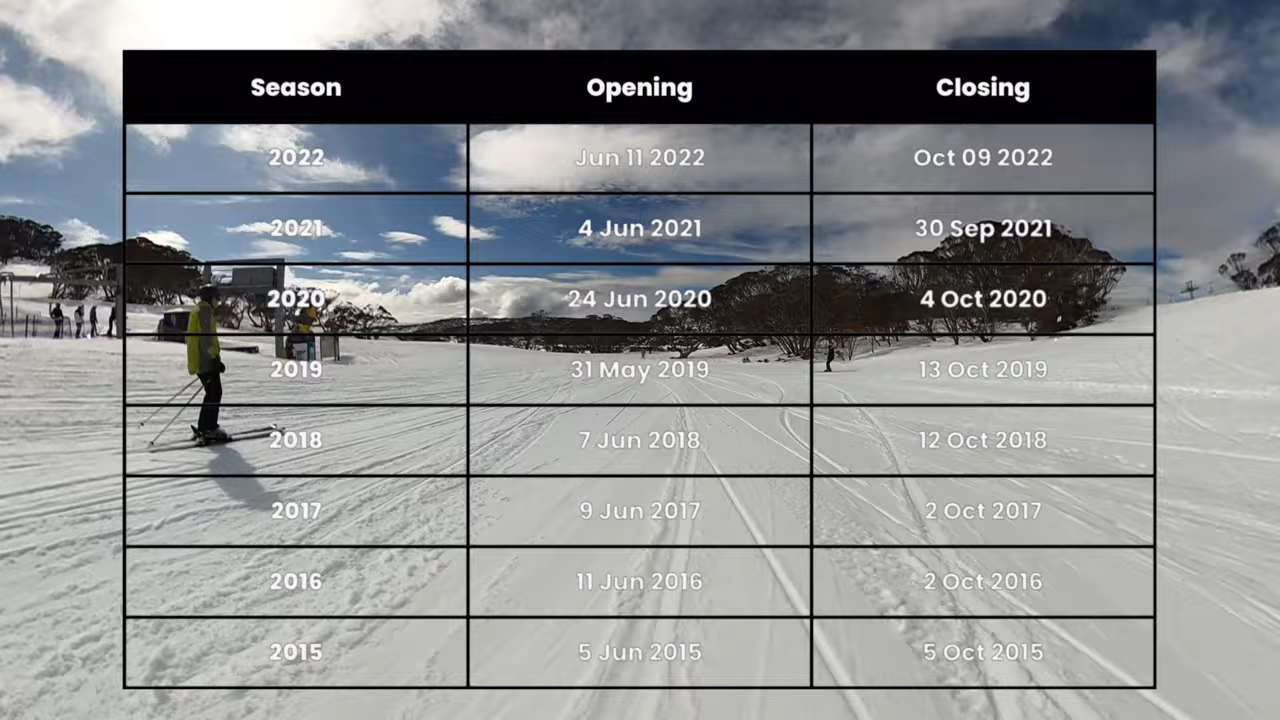 Season Opening Closing
2022 Jun 11 2022 Oct 09 2022
2021 4 Jun 2021 30 Sep 2021
2020 24 Jun 2020 4 Oct 2020
2019 31 May 2019 13 Oct 2019
2018 7 Jun 2018 12 Oct 2018
2017 9 Jun 2017 2 Oct 2017
2016 11 Jun 2016 2 Oct 2016
2015 5 Jun 2015 5 Oct 2015